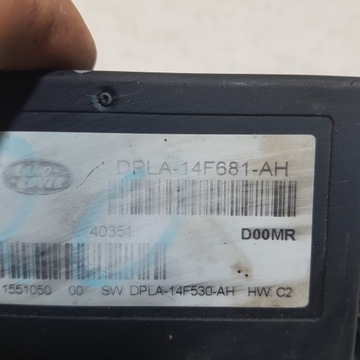 DPLA-14F681-AH
40351 D00MR
1551050 00 SW DPLA-14F530-AH HW C2